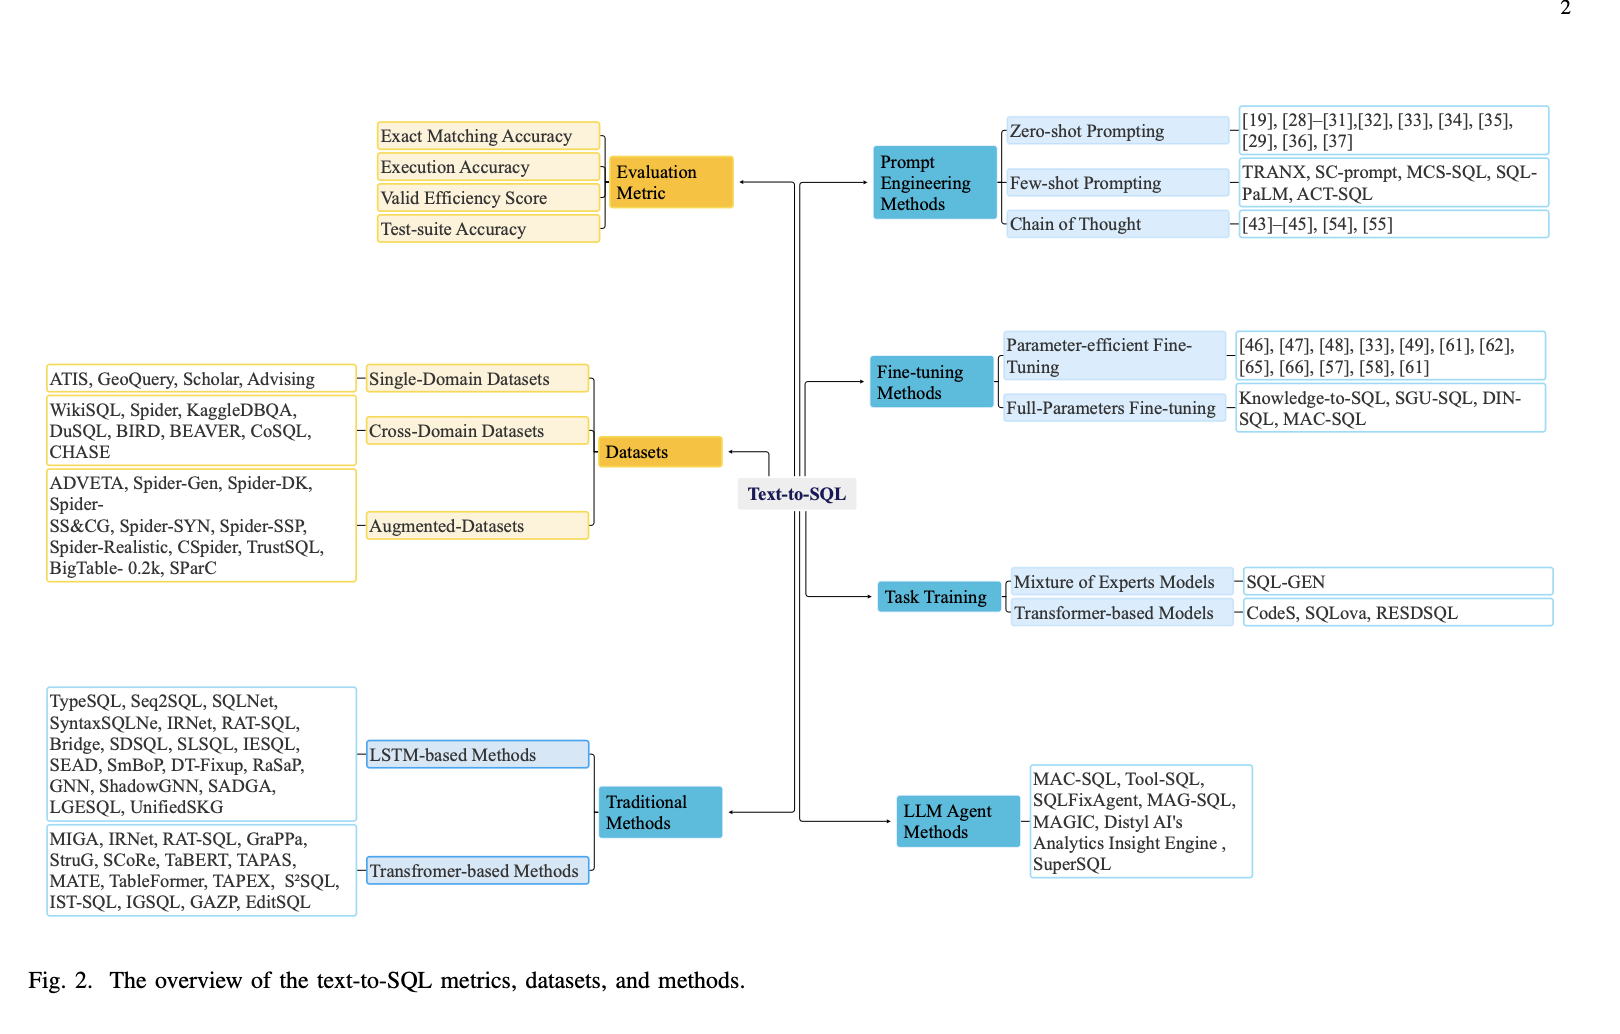 2
Exact Matching Accuracy
Execution Accuracy
Valid Efficiency Score
Test-suite Accuracy
Evaluation
Metric
ATIS, GeoQuery, Scholar, Advising
Single-Domain Datasets
WikiSQL, Spider, KaggleDBQA,
DuSQL, BIRD, BEAVER, CoSQL,
CHASE
Cross-Domain Datasets
ADVETA, Spider-Gen, Spider-DK,
Spider-
SS&CG, Spider-SYN, Spider-SSP,
Spider-Realistic, CSpider, TrustSQL,
BigTable- 0.2k, SParC
Augmented-Datasets
Datasets
TypeSQL, Seq2SQL, SQLNet,
SyntaxSQLNe, IRNet, RAT-SQL,
Bridge, SDSQL, SLSQL, IESQL,
SEAD, SmBoP, DT-Fixup, RaSaP,
GNN, ShadowGNN, SADGA,
LGESQL, UnifiedSKG
LSTM-based Methods
MIGA, IRNet, RAT-SQL, GraPPa,
StruG, SCoRe, TaBERT, TAPAS,
MATE, TableFormer, TAPEX, S²SQL,
IST-SQL, IGSQL, GAZP, EditSQL
Transfromer-based Methods
Traditional
Methods
Text-to-SQL
Prompt
Engineering
Methods
Zero-shot Prompting
[19], [28]–[31],[32], [33], [34], [35],
[29], [36], [37]
Few-shot Prompting
TRANX, SC-prompt, MCS-SQL, SQL-
PaLM, ACT-SQL
Chain of Thought
[43]–[45], [54], [55]
Fine-tuning
Methods
Parameter-efficient Fine-
Tuning
[46], [47], [48], [33], [49], [61], [62],
[65], [66], [57], [58], [61]
Full-Parameters Fine-tuning
Knowledge-to-SQL, SGU-SQL, DIN-
SQL, MAC-SQL
Task Training
Mixture of Experts Models
SQL-GEN
Transformer-based Models
CodeS, SQLova, RESDSQL
LLM Agent
Methods
MAC-SQL, Tool-SQL,
SQLFixAgent, MAG-SQL,
MAGIC, Distyl AI's
Analytics Insight Engine ,
SuperSQL
Fig. 2. The overview of the text-to-SQL metrics, datasets, and methods.